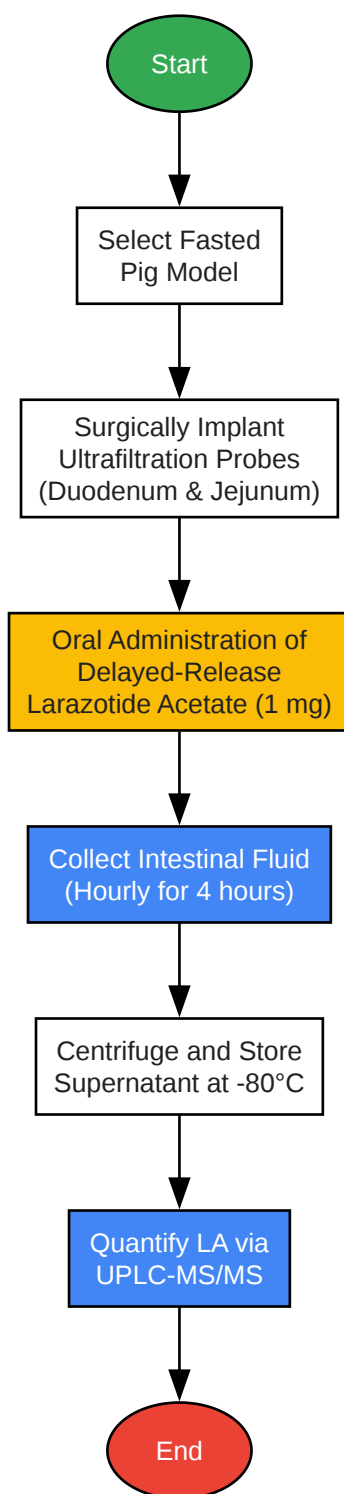 Start
Select Fasted
Pig Model
Surgically Implant
Ultrafiltration Probes
(Duodenum & Jejunum)
Oral Administration of
Delayed-Release
Larazotide Acetate (1 mg)
Collect Intestinal Fluid
(Hourly for 4 hours)
Centrifuge and Store
Supernatant at -80°C
Quantify LA via
UPLC-MS/MS
End